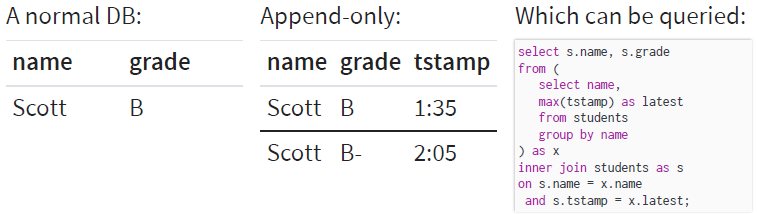 A normal DB:
name grade
Scott B
Append-only:
name grade tstamp
Scott B 1:35
Scott B- 2:05
Which can be queried:
select s.name, s.grade
from (
select name,
max(tstamp) as latest
from students
group by name
) as x
inner join students as s
on s.name = x.name
and s.tstamp = x.latest;